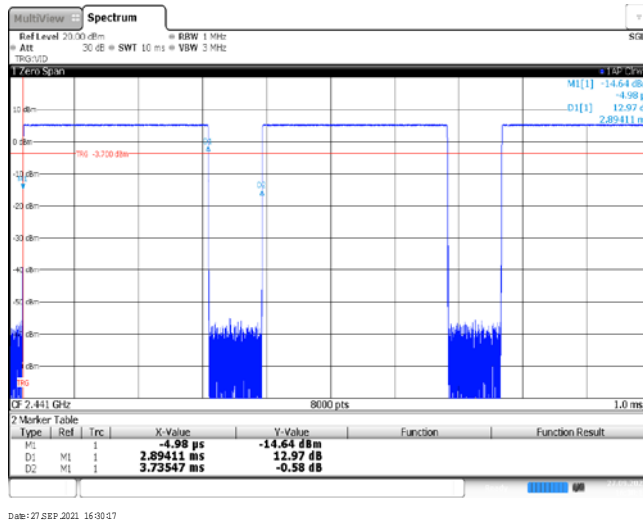 MultiView Spectrum
Ref Level 20.00 dBm RBW 1 MHz SGL
Att 30 dB SWT 10 ms VBW 3 MHz
TRG:VID
1 Zero Span 1AP Clrw
M1[1] -14.64 dB
-4.98
D1[1] 12.97
2.89411 m
10 dBm
0 dBm
TRG -3.700 dBm
M1
D1
D2
-10 dBm
-20 dBm
-30 dBm
-40 dBm
-50 dBm
dBm
dBm
TRG
CF 2.441 GHz 8000 pts 1.0 ms
2 Marker Table
Type Ref Trc X-Value Y-Value Function Function Result
M1 1 -4.98 µs -14.64 dBm
D1 M1 1 2.89411 ms 12.97 dB
D2 M1 1 3.73547 ms -0.58 dB
Date: 27.SEP.2021 16:30:17